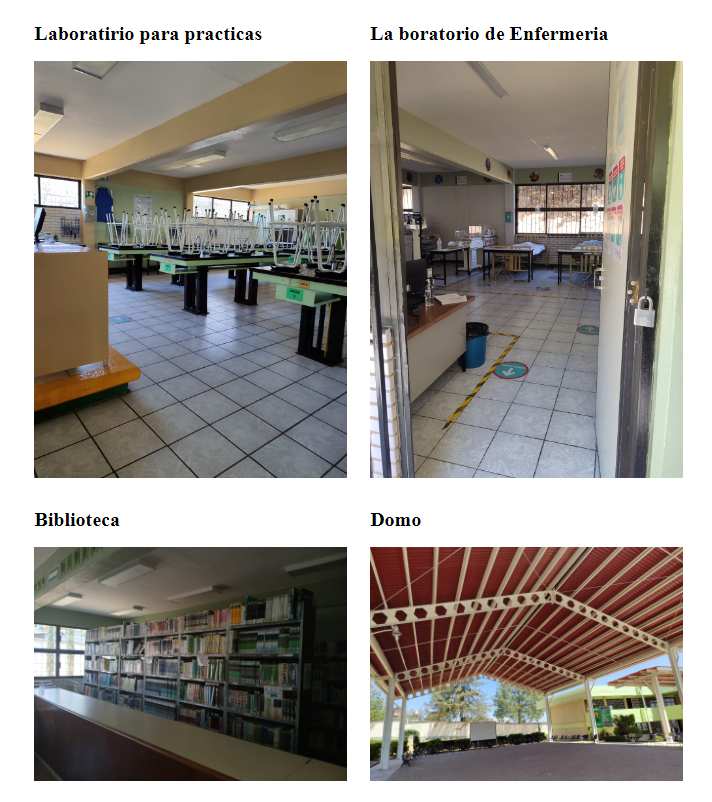 Laboratirio para practicas
La boratorio de Enfermeria
Biblioteca
Domo